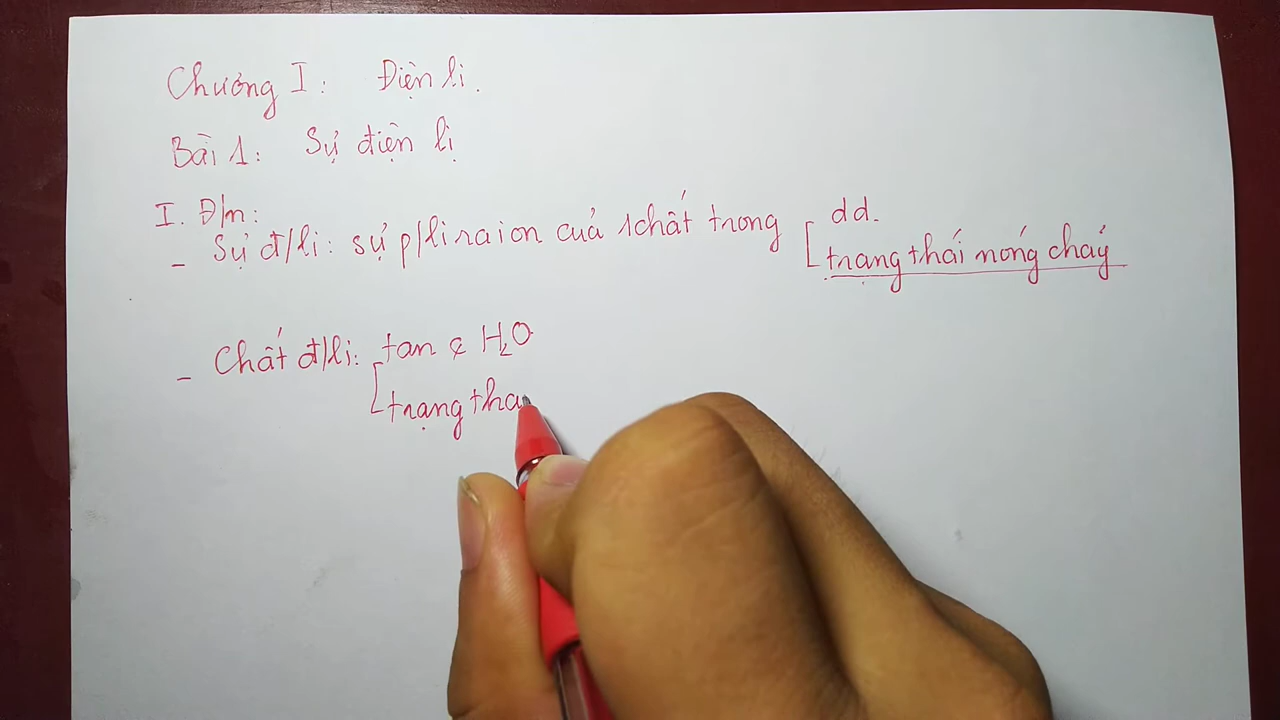 Chương I: Điện li.
Bài 1: Sự điện lị
I. Đ/n:
- Sự đ/li: sự p/li ra ion của 1 chất trong [ dd.
trạng thái nóng chảy
- Chất đ/li: tan ¢ H₂O
[ trạng tha